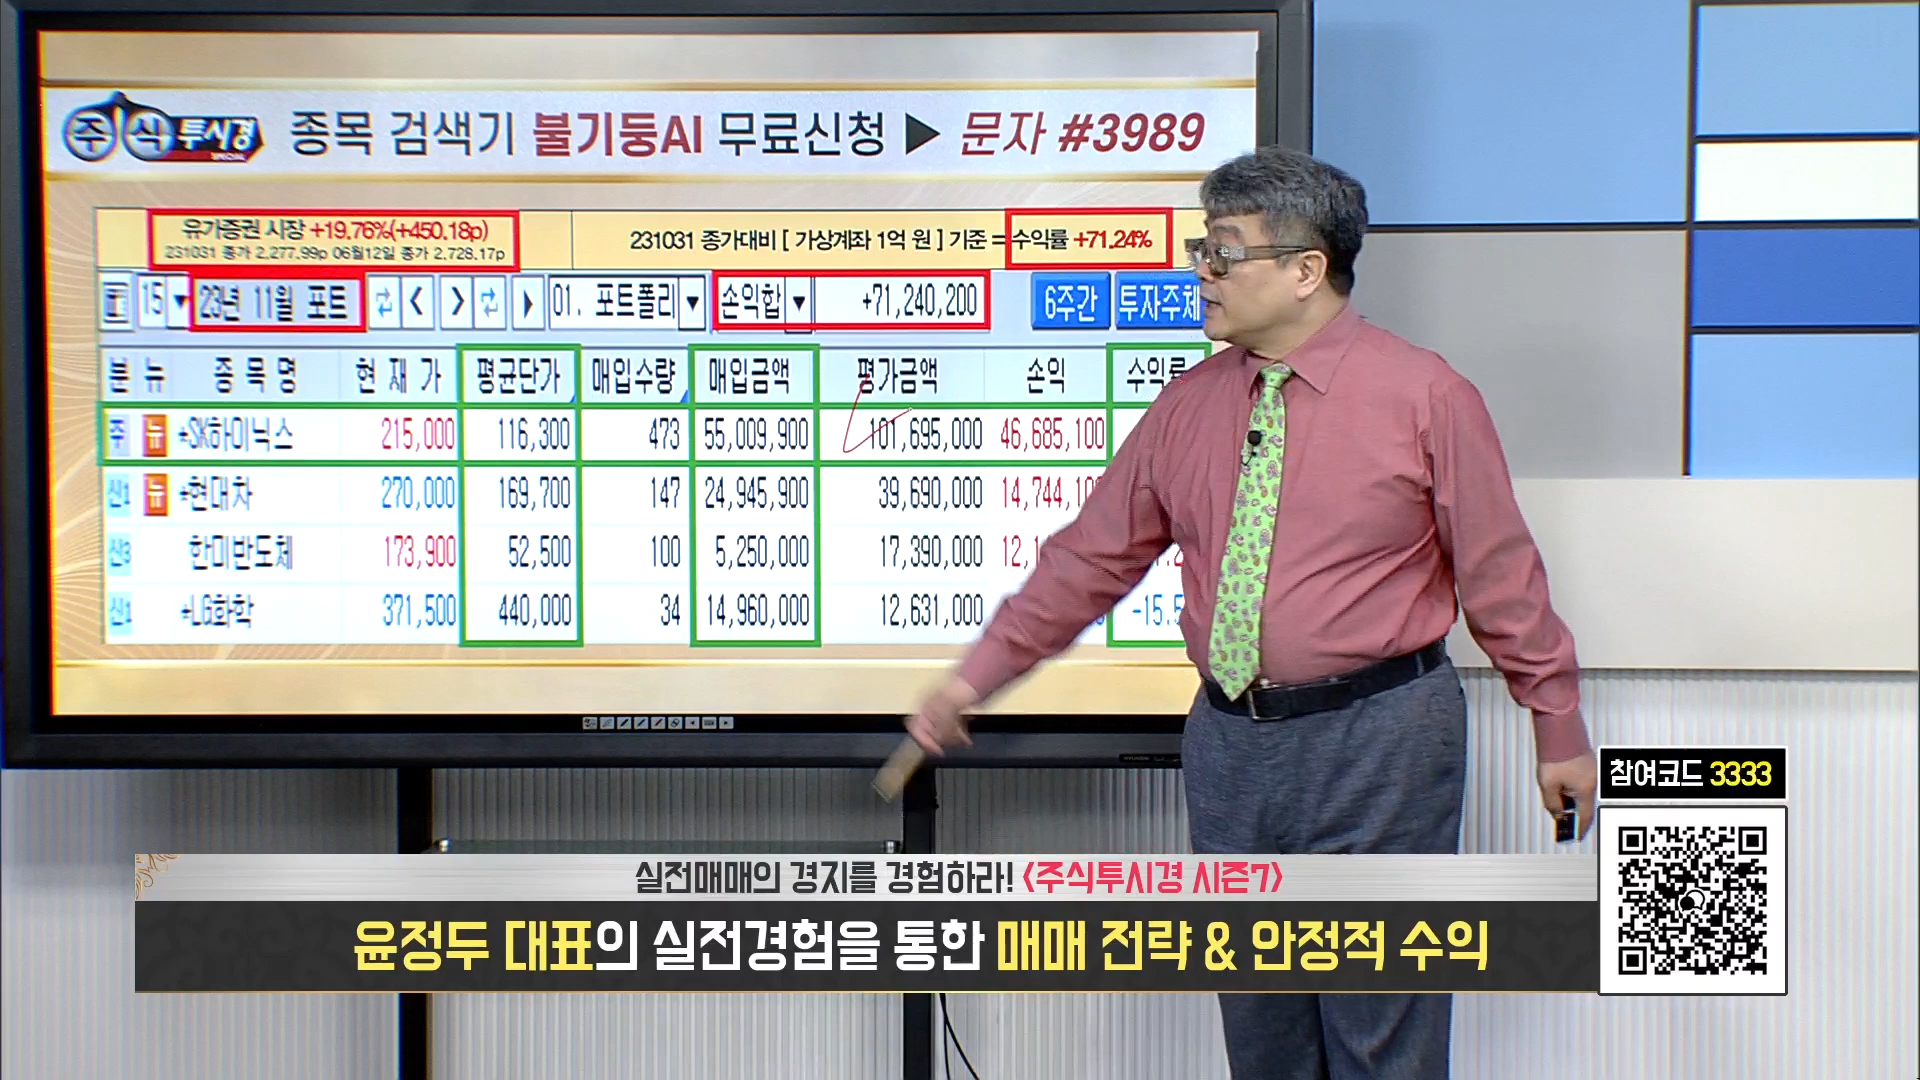 주식투시경
SPECIAL
종목 검색기 불기둥AI 무료신청 ▶ 문자 #3989
유가증권 시장 +19.76%(+450.18p)
231031 종가 2,277.99p 06월12일 종가 2,728.17p
231031 종가대비 [ 가상계좌 1억 원 ] 기준 = 수익률 +71.24%
15 ▼ 23년 11월 포트 01. 포트폴리 ▼ 손익합 ▼ +71,240,200 6주간 투자주체
분 뉴 종목명 현재가 평균단가 매입수량 매입금액 평가금액 손익 수익률
주 뉴 +SK하이닉스 215,000 116,300 473 55,009,900 101,695,000 46,685,100
신1 뉴 +현대차 270,000 169,700 147 24,945,900 39,690,000
신3 한미반도체 173,900 52,500 100 5,250,000 17,390,000
신1 +LG화학 371,500 440,000 34 14,960,000 12,631,000
참여코드 3333
실전매매의 경지를 경험하라! <주식투시경 시즌7>
윤정두 대표의 실전경험을 통한 매매 전략 & 안정적 수익